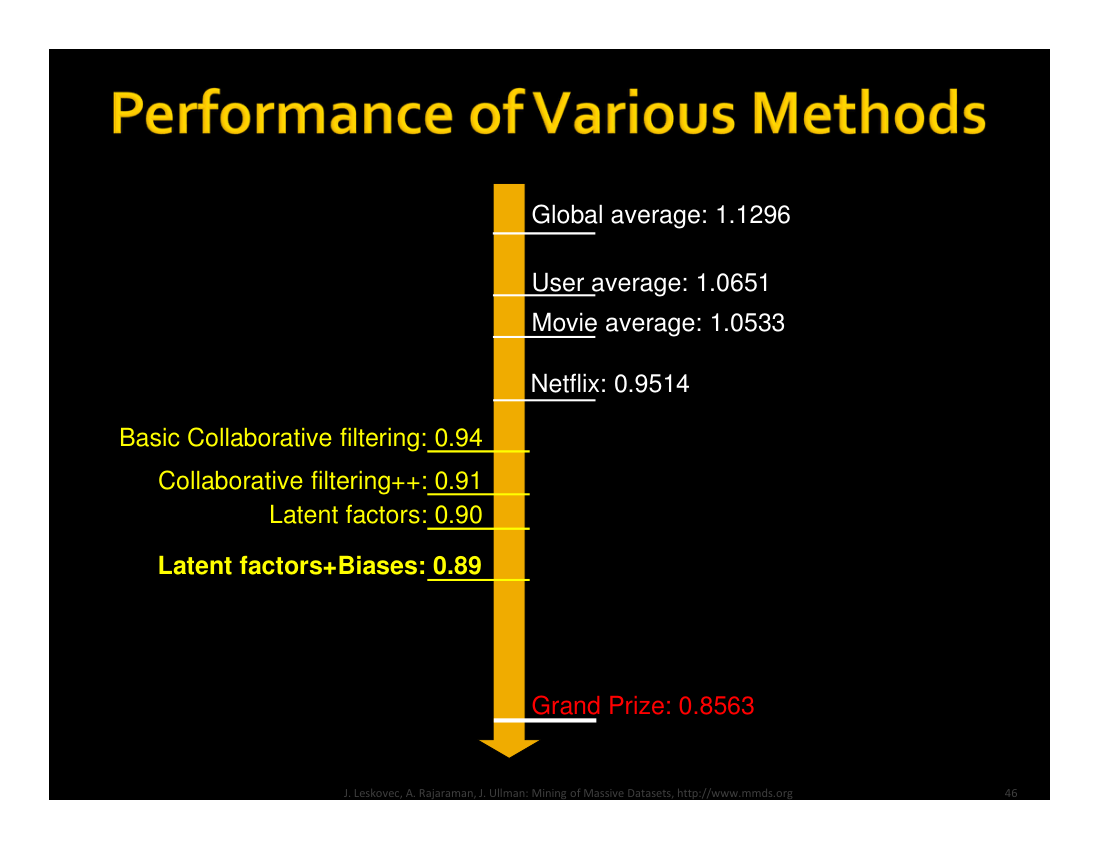 Performance of Various Methods
Global average: 1.1296
User average: 1.0651
Movie average: 1.0533
Netflix: 0.9514
Basic Collaborative filtering: 0.94
Collaborative filtering++: 0.91
Latent factors: 0.90
Latent factors+Biases: 0.89
Grand Prize: 0.8563
J. Leskovec, A. Rajaraman, J. Ullman: Mining of Massive Datasets, http://www.mmds.org
46